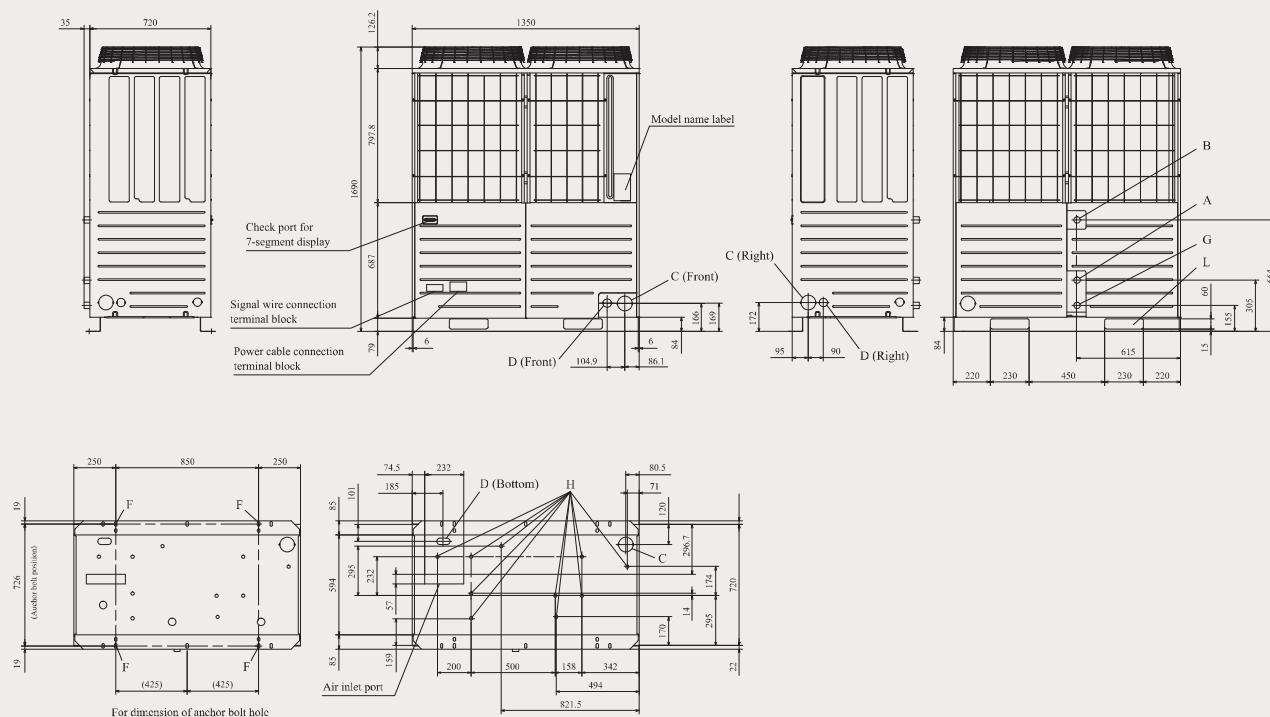 35
720
126.2
1350
797.8
1690
687
79
Model name label
Check port for
7-segment display
Signal wire connection
terminal block
Power cable connection
terminal block
C (Front)
D (Front)
6
104.9
86.1
6
166
169
84
C (Right)
D (Right)
172
95
90
B
A
G
L
60
305
155
15
84
615
220
230
450
230
220
250
850
250
19
F
F
726
(Anchor bolt position)
19
F
F
(425)
(425)
For dimension of anchor bolt hole
74.5
232
80.5
185
D (Bottom)
H
71
101
85
120
C
296.7
295
232
594
174
720
57
14
295
170
159
85
22
200
500
158
342
Air inlet port
494
821.5